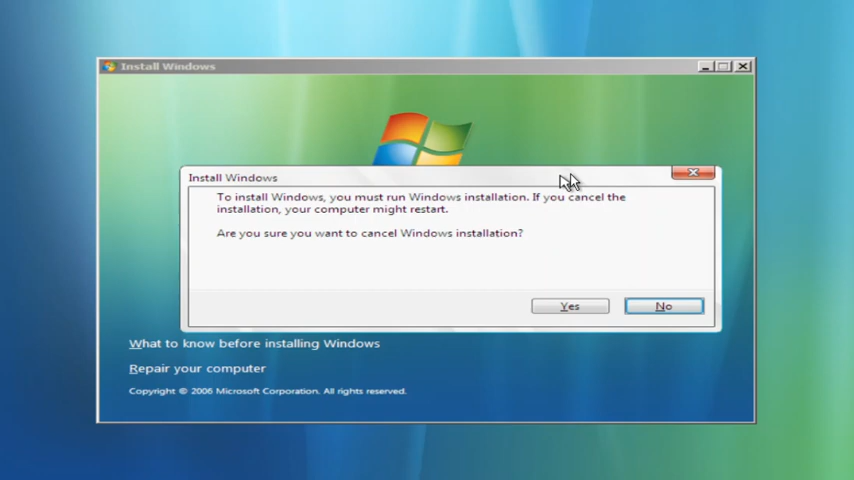 Install Windows
Install Windows
To install Windows, you must run Windows installation. If you cancel the
installation, your computer might restart.
Are you sure you want to cancel Windows installation?
Yes
No
What to know before installing Windows
Repair your computer
Copyright © 2006 Microsoft Corporation. All rights reserved.